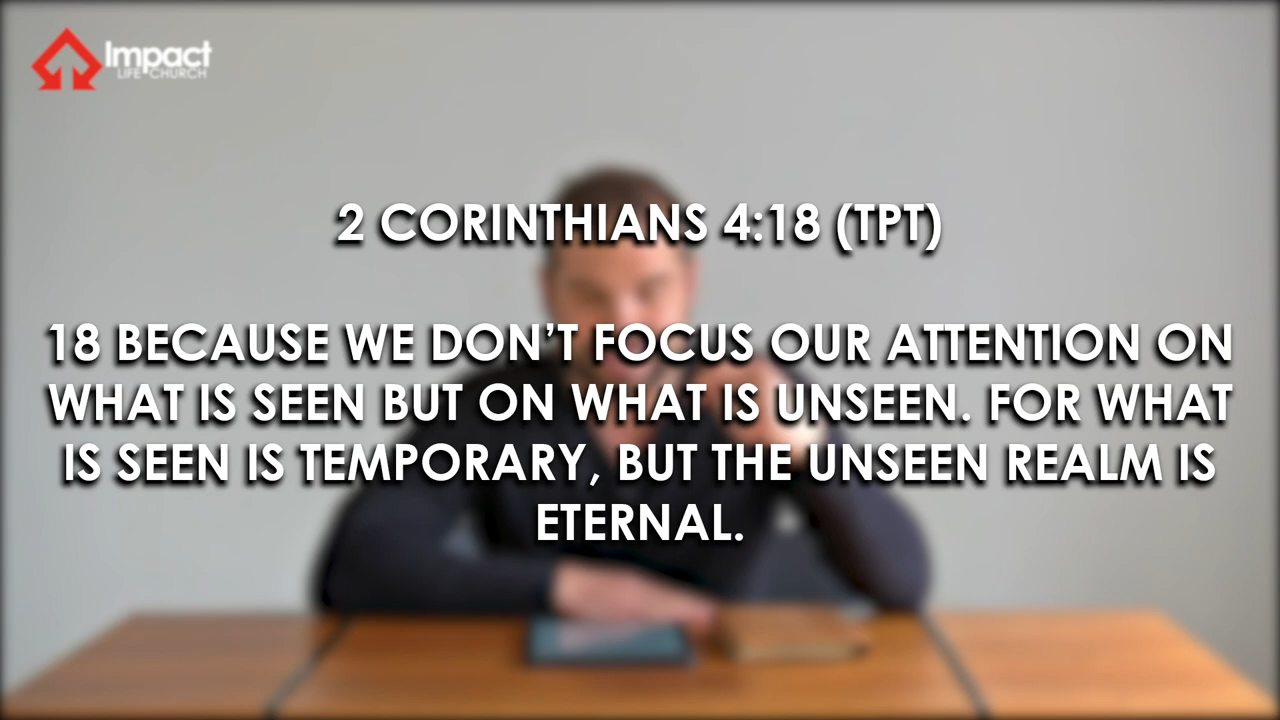 Impact
LIFE CHURCH
2 CORINTHIANS 4:18 (TPT)
18 BECAUSE WE DON’T FOCUS OUR ATTENTION ON
WHAT IS SEEN BUT ON WHAT IS UNSEEN. FOR WHAT
IS SEEN IS TEMPORARY, BUT THE UNSEEN REALM IS
ETERNAL.